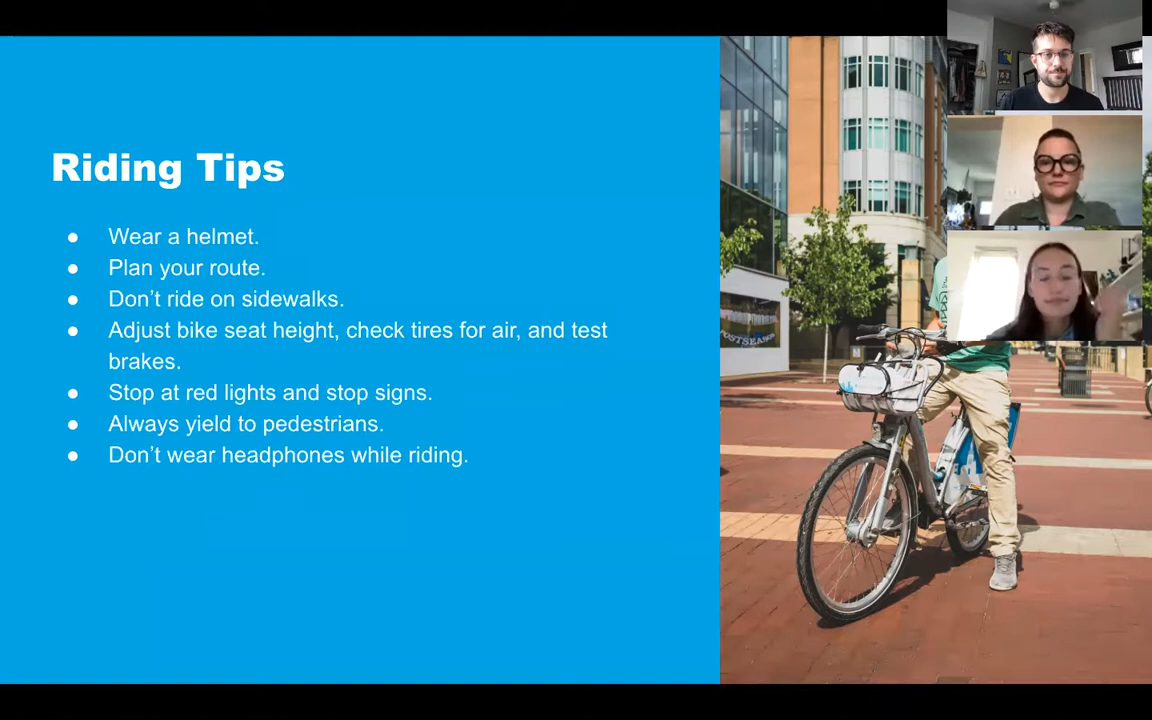 Riding Tips
● Wear a helmet.
● Plan your route.
● Don’t ride on sidewalks.
● Adjust bike seat height, check tires for air, and test
brakes.
● Stop at red lights and stop signs.
● Always yield to pedestrians.
● Don’t wear headphones while riding.
POSTSEASON